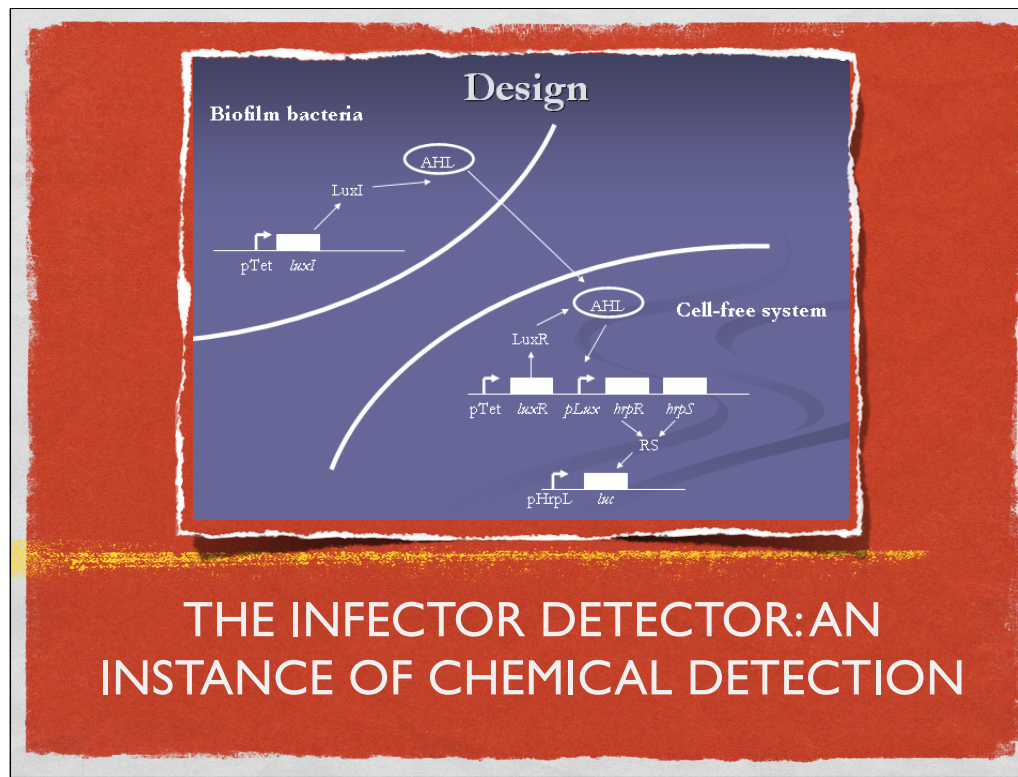 Design
Biofilm bacteria
AHL
LuxI
pTet luxI
AHL
Cell-free system
LuxR
pTet luxR pLux hrpR hrpS
RS
pHrpL luc
THE INFECTOR DETECTOR: AN
INSTANCE OF CHEMICAL DETECTION